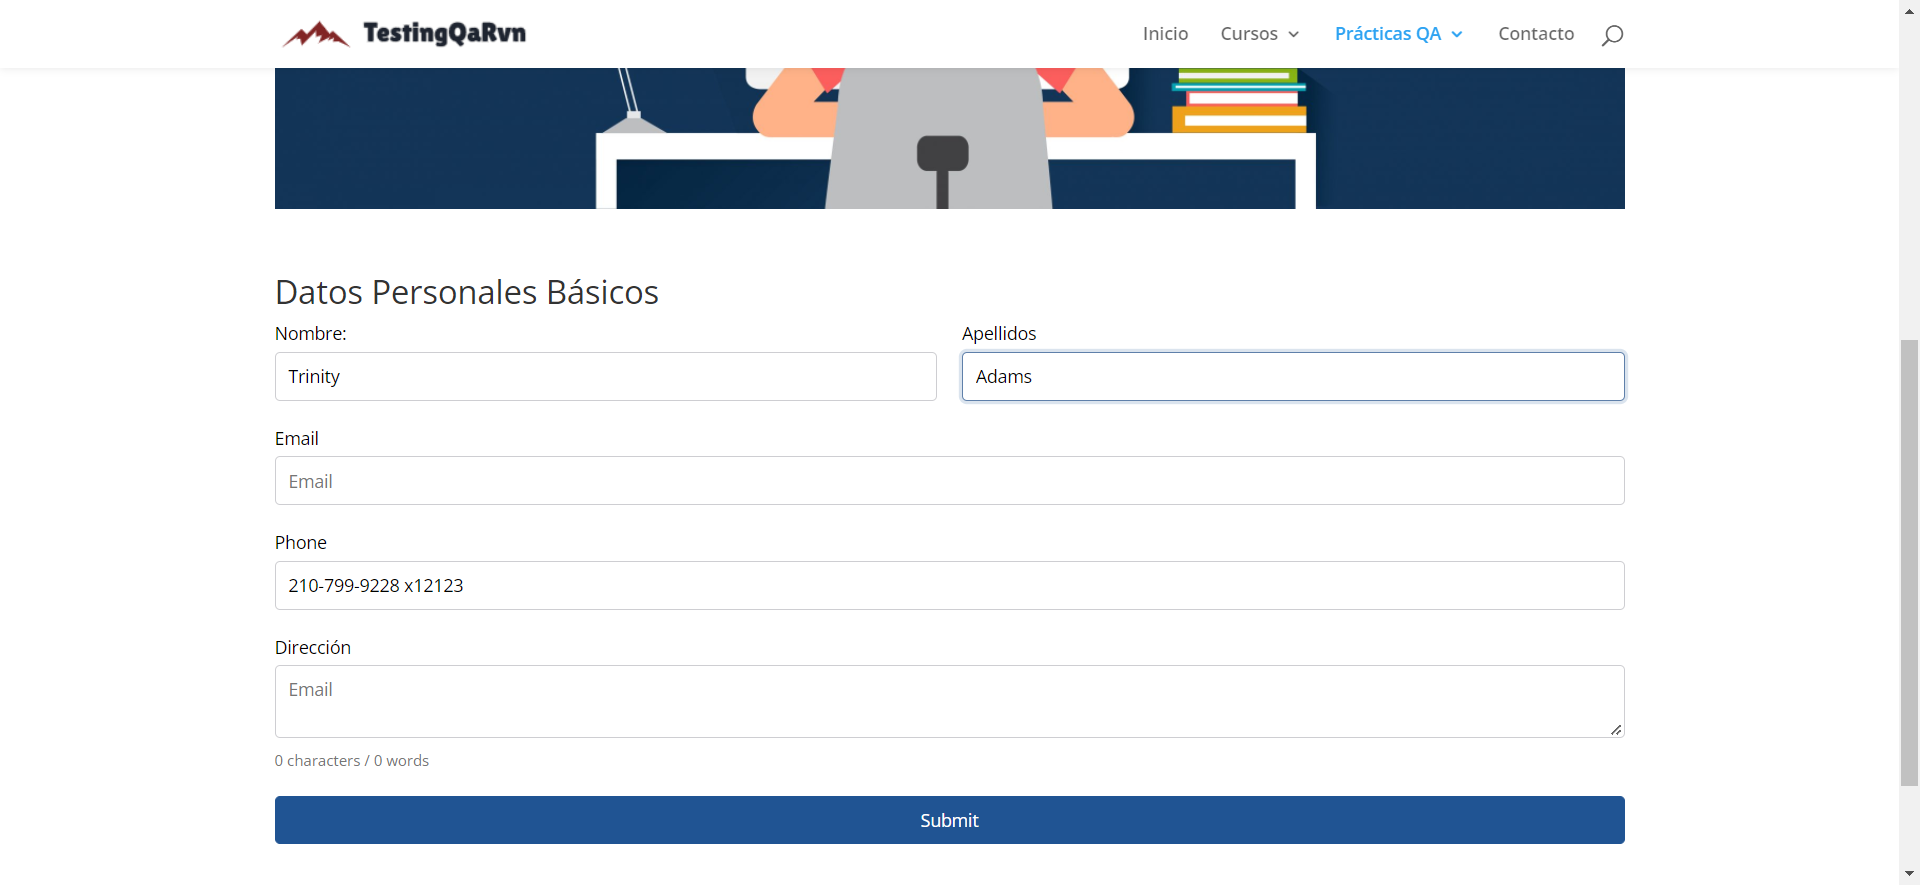 TestingQaRvn
Inicio Cursos Prácticas QA Contacto
Datos Personales Básicos
Nombre: Apellidos
Trinity Adams
Email
Email
Phone
210-799-9228 x12123
Dirección
Email
0 characters / 0 words
Submit